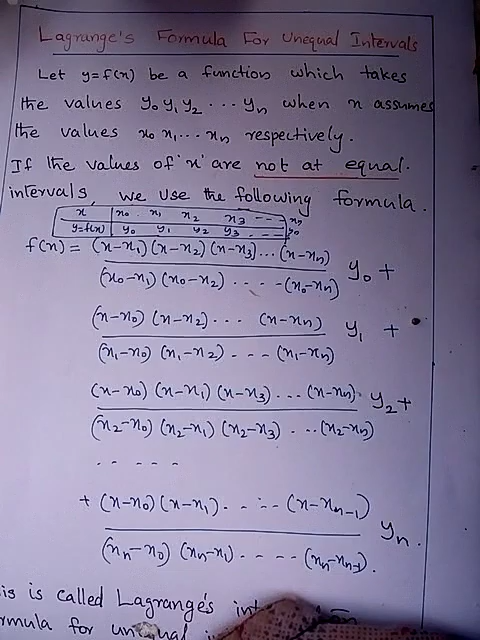 Lagrange's Formula For Unequal Intervals
Let y=f(x) be a function which takes
the values y₀ y₁ y₂ ... yₙ when x assumes
the values x₀ x₁... xₙ respectively.
If the values of 'x' are not at equal
intervals, we use the following formula.
x | x₀ x₁ x₂ x₃ ---- xₙ
y=f(x) | y₀ y₁ y₂ y₃ ----
f(x) = (x-x₁)(x-x₂)(x-x₃)...(x-xₙ)
(x₀-x₁)(x₀-x₂) .....(x₀-xₙ) y₀ +
(x-x₀)(x-x₂)... (x-xₙ)
(x₁-x₀)(x₁-x₂)---(x₁-xₙ) y₁ +
(x-x₀)(x-x₁)(x-x₃)...(x-xₙ)
(x₂-x₀)(x₂-x₁)(x₂-x₃)...(x₂-xₙ) y₂+
-- ---
+ (x-x₀)(x-x₁).-..--(x-xₙ₋₁)
(xₙ-x₀)(xₙ-x₁)-----(xₙ-xₙ₋₁). yₙ.
is is called Lagrange's
for